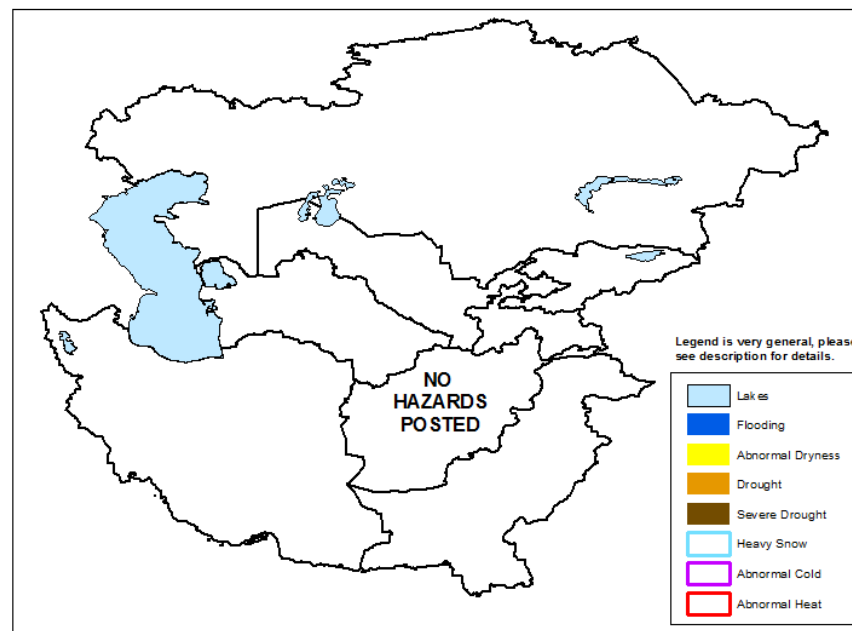 NO
HAZARDS
POSTED
Legend is very general, please
see description for details.
Lakes
Flooding
Abnormal Dryness
Drought
Severe Drought
Heavy Snow
Abnormal Cold
Abnormal Heat